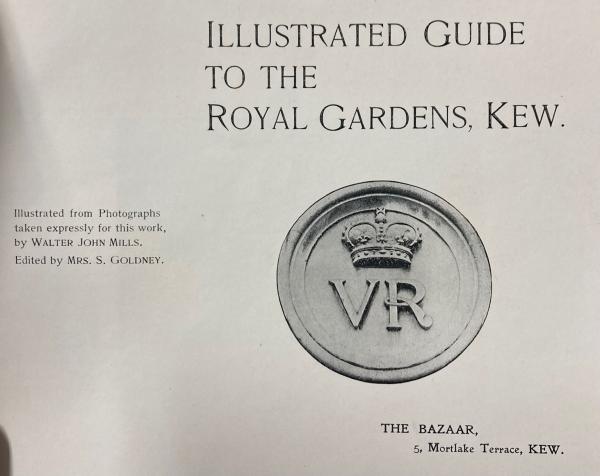 ILLUSTRATED GUIDE
TO THE
ROYAL GARDENS, KEW.
Illustrated from Photographs
taken expressly for this work,
by WALTER JOHN MILLS.
Edited by MRS. S. GOLDNEY.
VR
THE BAZAAR,
5, Mortlake Terrace, KEW.